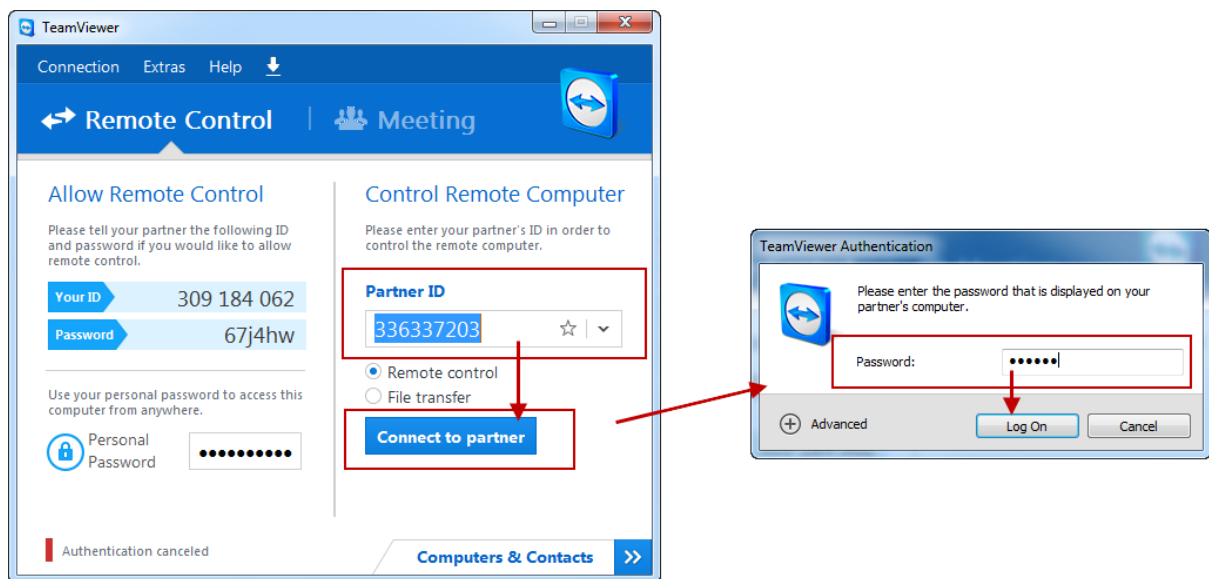 TeamViewer
Connection Extras Help
Remote Control
Meeting
Allow Remote Control
Please tell your partner the following ID
and password if you would like to allow
remote control.
Your ID 309 184 062
Password 67j4hw
Use your personal password to access this
computer from anywhere.
Personal
Password
••••••••••
Authentication canceled
Control Remote Computer
Please enter your partner's ID in order to
control the remote computer.
Partner ID
336337203
Remote control
File transfer
Connect to partner
Computers & Contacts
TeamViewer Authentication
Please enter the password that is displayed on your
partner's computer.
Password: ••••••
Advanced
Log On
Cancel